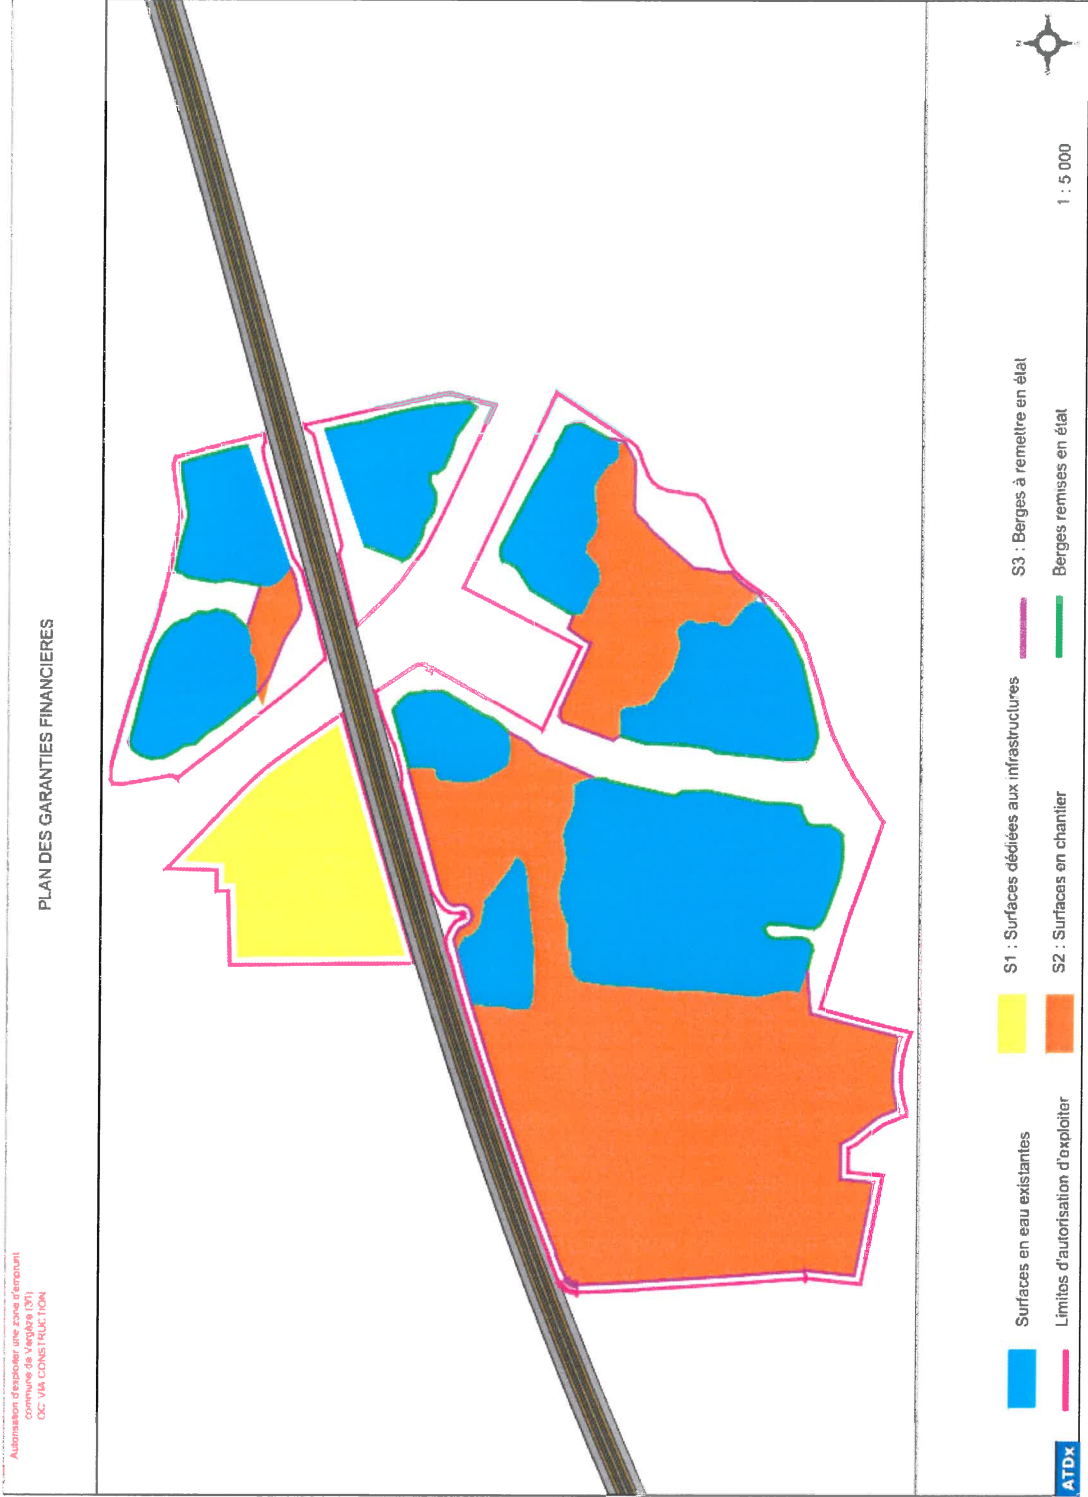 Autorisation d'exploiter une zone d'emprunt
commune de Vergèze (30)
OC' VIA CONSTRUCTION
PLAN DES GARANTIES FINANCIERES
N
Surfaces en eau existantes
S1 : Surfaces dédiées aux infrastructures
S3 : Berges à remettre en état
Limites d'autorisation d'exploiter
S2 : Surfaces en chantier
Berges remises en état
1 : 5 000
ATDx